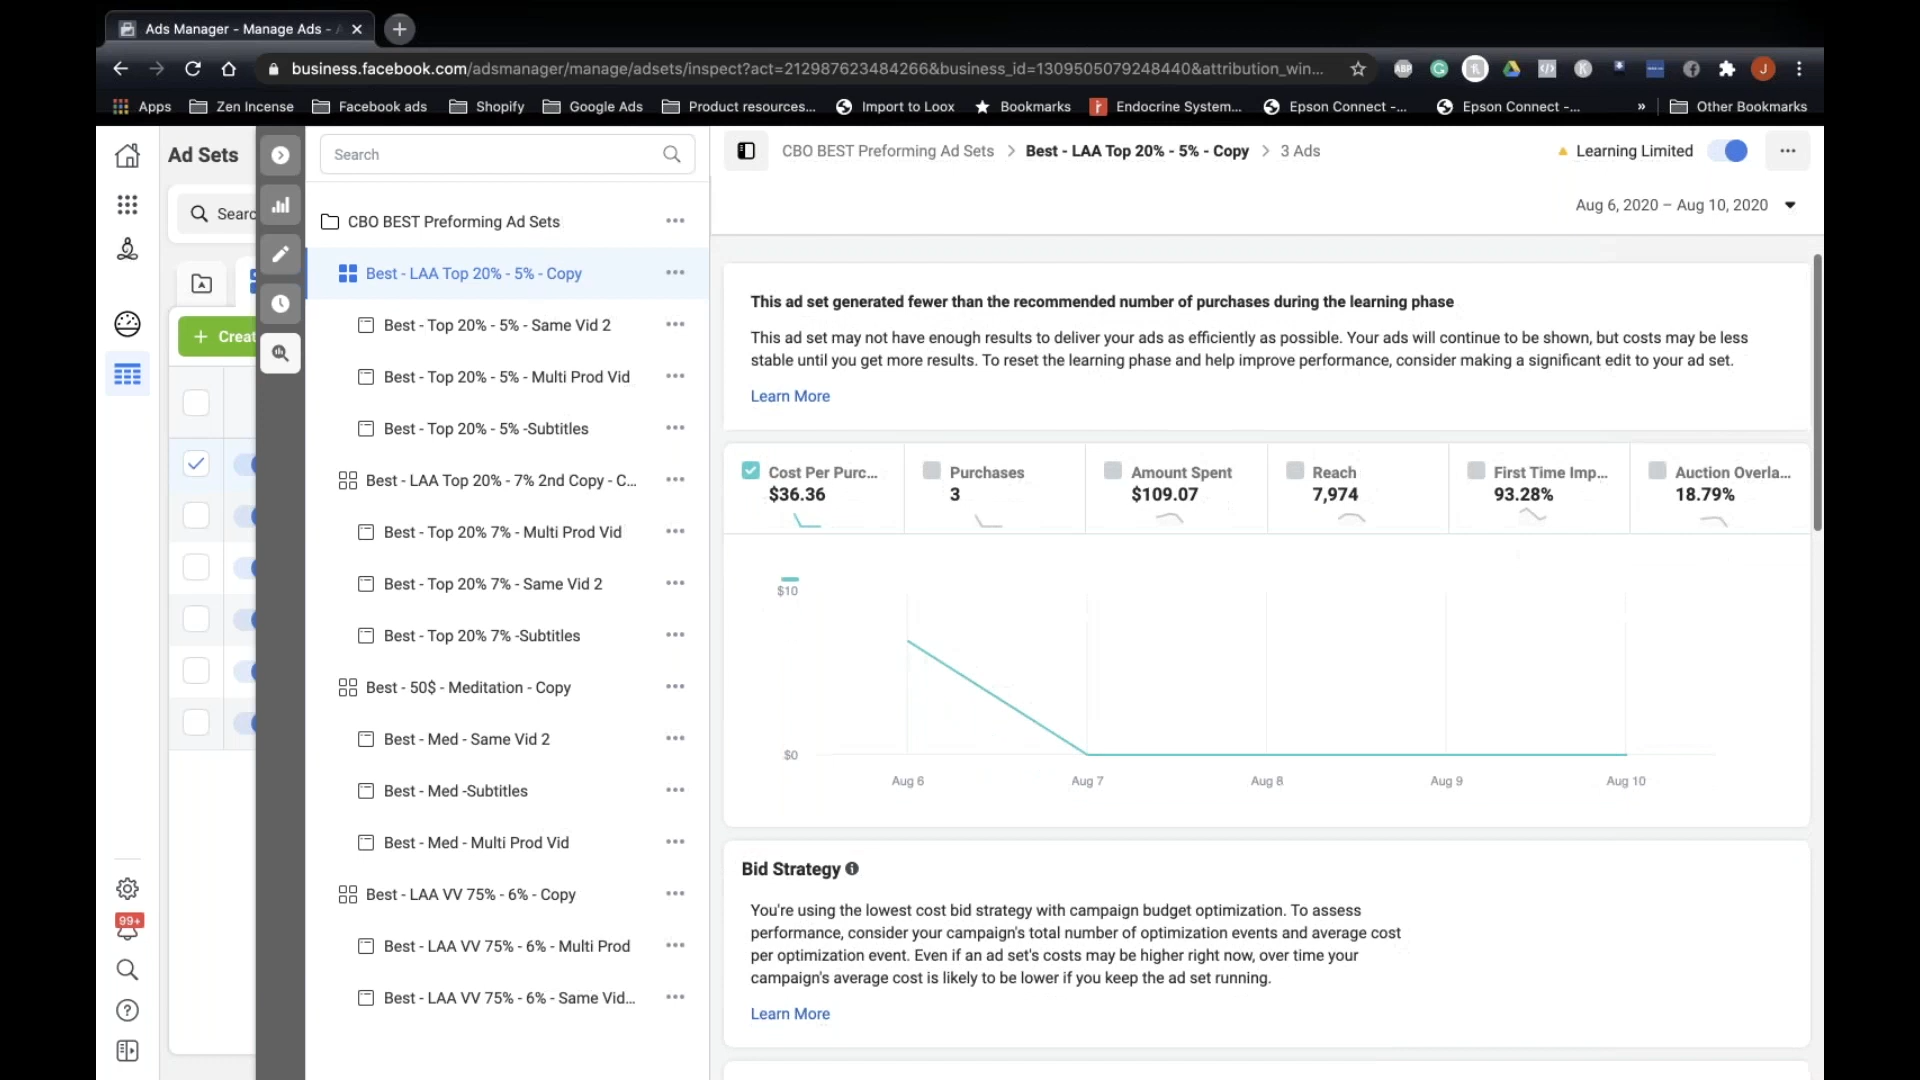 Ads Manager - Manage Ads -
business.facebook.com/adsmanager/manage/adsets/inspect?act=212987623484266&business_id=1309505079248440&attribution_win...
ABP
J
Apps
Zen Incense
Facebook ads
Shopify
Google Ads
Product resources...
Import to Loox
Bookmarks
Endocrine System...
Epson Connect -...
Epson Connect -...
»
Other Bookmarks
Ad Sets
Searc
+ Creat
99+
Search
CBO BEST Preforming Ad Sets
Best - LAA Top 20% - 5% - Copy
Best - Top 20% - 5% - Same Vid 2
Best - Top 20% - 5% - Multi Prod Vid
Best - Top 20% - 5% -Subtitles
Best - LAA Top 20% - 7% 2nd Copy - C...
Best - Top 20% 7% - Multi Prod Vid
Best - Top 20% 7% - Same Vid 2
Best - Top 20% 7% -Subtitles
Best - 50$ - Meditation - Copy
Best - Med - Same Vid 2
Best - Med -Subtitles
Best - Med - Multi Prod Vid
Best - LAA VV 75% - 6% - Copy
Best - LAA VV 75% - 6% - Multi Prod
Best - LAA VV 75% - 6% - Same Vid...
CBO BEST Preforming Ad Sets > Best - LAA Top 20% - 5% - Copy > 3 Ads
Learning Limited
Aug 6, 2020 – Aug 10, 2020
This ad set generated fewer than the recommended number of purchases during the learning phase
This ad set may not have enough results to deliver your ads as efficiently as possible. Your ads will continue to be shown, but costs may be less
stable until you get more results. To reset the learning phase and help improve performance, consider making a significant edit to your ad set.
Learn More
Cost Per Purc...
$36.36
Purchases
3
Amount Spent
$109.07
Reach
7,974
First Time Imp...
93.28%
Auction Overla...
18.79%
$10
$0
Aug 6
Aug 7
Aug 8
Aug 9
Aug 10
Bid Strategy
You're using the lowest cost bid strategy with campaign budget optimization. To assess
performance, consider your campaign's total number of optimization events and average cost
per optimization event. Even if an ad set's costs may be higher right now, over time your
campaign's average cost is likely to be lower if you keep the ad set running.
Learn More